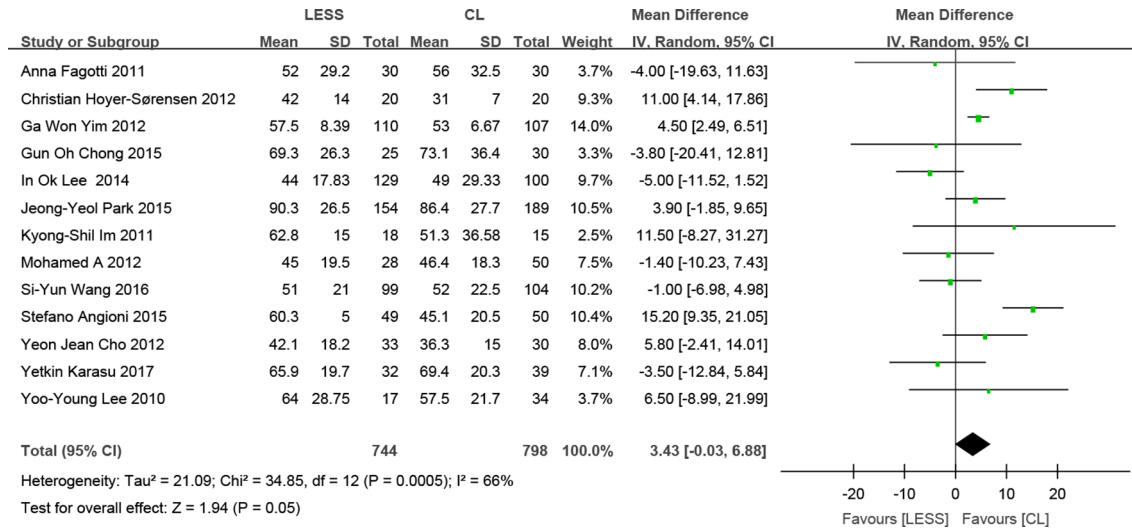 LESS CL Mean Difference Mean Difference
Study or Subgroup Mean SD Total Mean SD Total Weight IV, Random, 95% CI IV, Random, 95% CI
Anna Fagotti 2011 52 29.2 30 56 32.5 30 3.7% -4.00 [-19.63, 11.63]
Christian Hoyer-Sørensen 2012 42 14 20 31 7 20 9.3% 11.00 [4.14, 17.86]
Ga Won Yim 2012 57.5 8.39 110 53 6.67 107 14.0% 4.50 [2.49, 6.51]
Gun Oh Chong 2015 69.3 26.3 25 73.1 36.4 30 3.3% -3.80 [-20.41, 12.81]
In Ok Lee 2014 44 17.83 129 49 29.33 100 9.7% -5.00 [-11.52, 1.52]
Jeong-Yeol Park 2015 90.3 26.5 154 86.4 27.7 189 10.5% 3.90 [-1.85, 9.65]
Kyong-Shil Im 2011 62.8 15 18 51.3 36.58 15 2.5% 11.50 [-8.27, 31.27]
Mohamed A 2012 45 19.5 28 46.4 18.3 50 7.5% -1.40 [-10.23, 7.43]
Si-Yun Wang 2016 51 21 99 52 22.5 104 10.2% -1.00 [-6.98, 4.98]
Stefano Angioni 2015 60.3 5 49 45.1 20.5 50 10.4% 15.20 [9.35, 21.05]
Yeon Jean Cho 2012 42.1 18.2 33 36.3 15 30 8.0% 5.80 [-2.41, 14.01]
Yetkin Karasu 2017 65.9 19.7 32 69.4 20.3 39 7.1% -3.50 [-12.84, 5.84]
Yoo-Young Lee 2010 64 28.75 17 57.5 21.7 34 3.7% 6.50 [-8.99, 21.99]
Total (95% CI) 744 798 100.0% 3.43 [-0.03, 6.88]
Heterogeneity: Tau² = 21.09; Chi² = 34.85, df = 12 (P = 0.0005); I² = 66%
Test for overall effect: Z = 1.94 (P = 0.05)
-20 -10 0 10 20
Favours [LESS] Favours [CL]